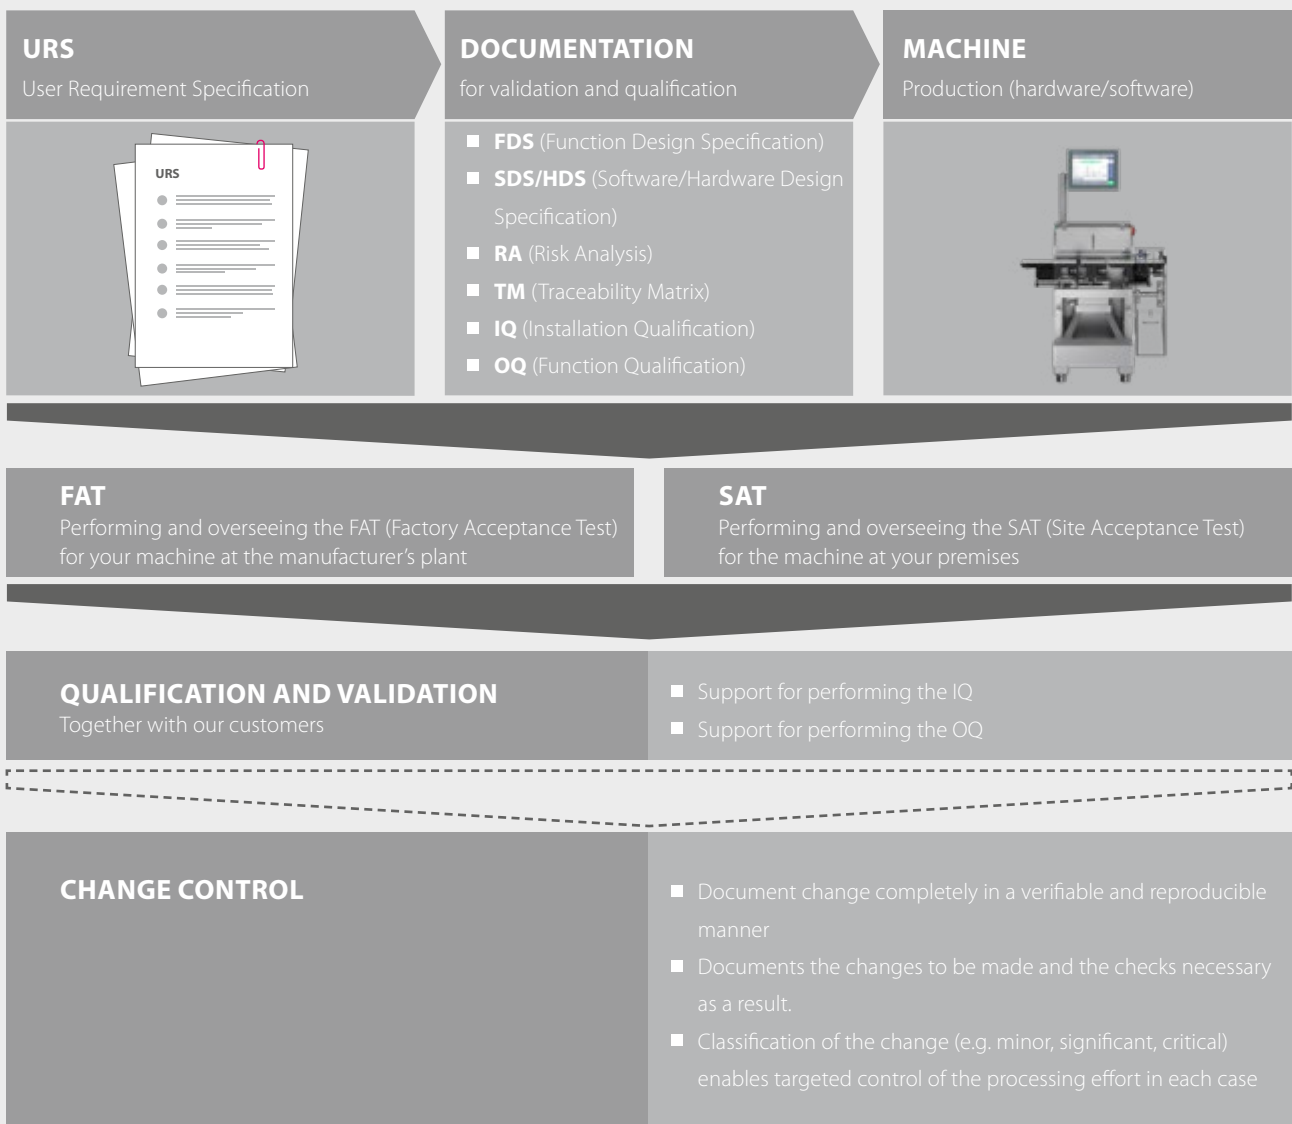 URS
User Requirement Specification
URS
DOCUMENTATION
for validation and qualification
FDS (Function Design Specification)
SDS/HDS (Software/Hardware Design
Specification)
RA (Risk Analysis)
TM (Traceability Matrix)
IQ (Installation Qualification)
OQ (Function Qualification)
MACHINE
Production (hardware/software)
FAT
Performing and overseeing the FAT (Factory Acceptance Test)
for your machine at the manufacturer’s plant
SAT
Performing and overseeing the SAT (Site Acceptance Test)
for the machine at your premises
QUALIFICATION AND VALIDATION
Together with our customers
Support for performing the IQ
Support for performing the OQ
CHANGE CONTROL
Document change completely in a verifiable and reproducible
manner
Documents the changes to be made and the checks necessary
as a result.
Classification of the change (e.g. minor, significant, critical)
enables targeted control of the processing effort in each case